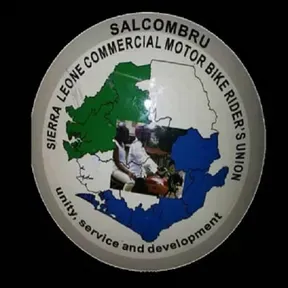 SALCOMBRU
SIERRA LEONE COMMERCIAL MOTOR BIKE RIDER'S UNION
unity, service and development